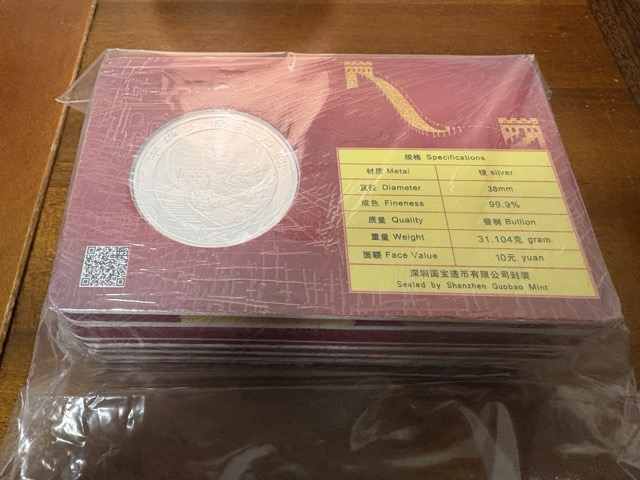 规格 Specifications
材质 Metal 银 silver
直径 Diameter 38mm
成色 Fineness 99.9%
质量 Quality 普制 Bullion
重量 Weight 31.104克 gram
面额 Face Value 10元 yuan
深圳国宝造币有限公司封装
Sealed by Shenzhen Guobao Mint